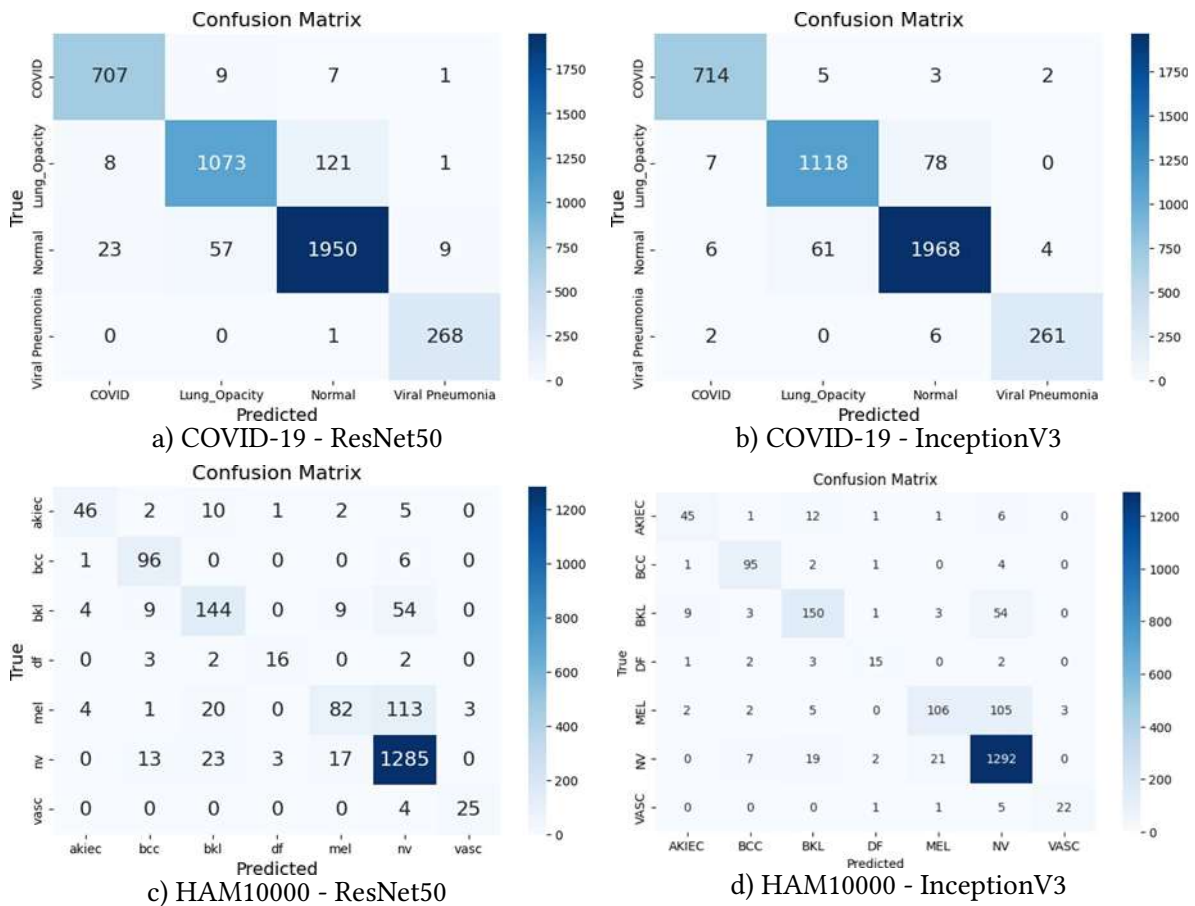 Confusion Matrix
COVID 707 9 7 1
Lung_Opacity 8 1073 121 1
Normal 23 57 1950 9
Viral Pneumonia 0 0 1 268
True
COVID Lung_Opacity Normal Viral Pneumonia
Predicted
1750
1500
1250
1000
750
500
250
0
a) COVID-19 - ResNet50
Confusion Matrix
COVID 714 5 3 2
Lung_Opacity 7 1118 78 0
Normal 6 61 1968 4
Viral Pneumonia 2 0 6 261
True
COVID Lung_Opacity Normal Viral Pneumonia
Predicted
1750
1500
1250
1000
750
500
250
0
b) COVID-19 - InceptionV3
Confusion Matrix
akiec 46 2 10 1 2 5 0
bcc 1 96 0 0 0 6 0
bkl 4 9 144 0 9 54 0
df 0 3 2 16 0 2 0
mel 4 1 20 0 82 113 3
nv 0 13 23 3 17 1285 0
vasc 0 0 0 0 0 4 25
True
akiec bcc bkl df mel nv vasc
Predicted
1200
1000
800
600
400
200
0
c) HAM10000 - ResNet50
Confusion Matrix
AKIEC 45 1 12 1 1 6 0
BCC 1 95 2 1 0 4 0
BKL 9 3 150 1 3 54 0
DF 1 2 3 15 0 2 0
MEL 2 2 5 0 106 105 3
NV 0 7 19 2 21 1292 0
VASC 0 0 0 1 1 5 22
True
AKIEC BCC BKL DF MEL NV VASC
Predicted
1200
1000
800
600
400
200
0
d) HAM10000 - InceptionV3